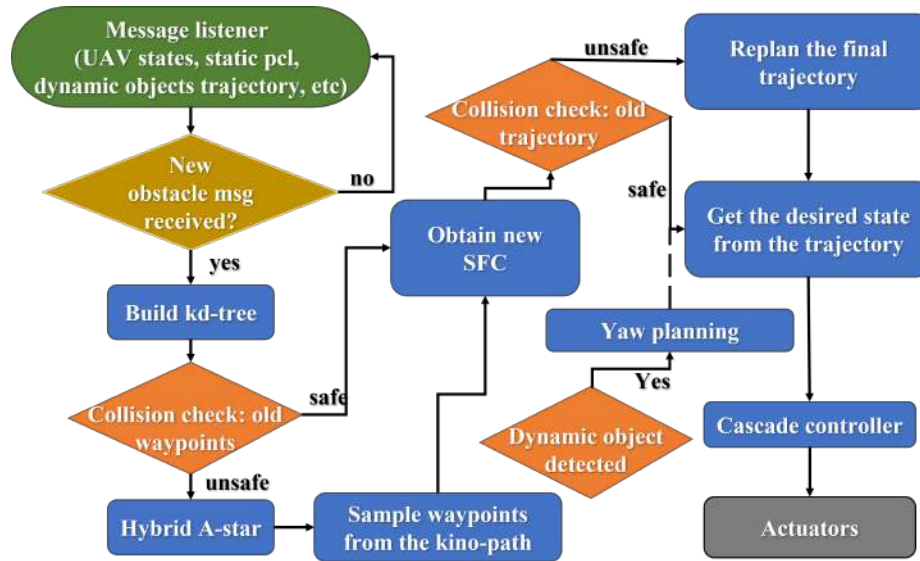 Message listener
(UAV states, static pcl,
dynamic objects trajectory, etc)
New
obstacle msg
received?
no
yes
Build kd-tree
Collision check: old
waypoints
safe
unsafe
Hybrid A-star
Sample waypoints
from the kino-path
Obtain new
SFC
Collision check: old
trajectory
unsafe
safe
Replan the final
trajectory
Get the desired state
from the trajectory
Yaw planning
Yes
Dynamic object
detected
Cascade controller
Actuators